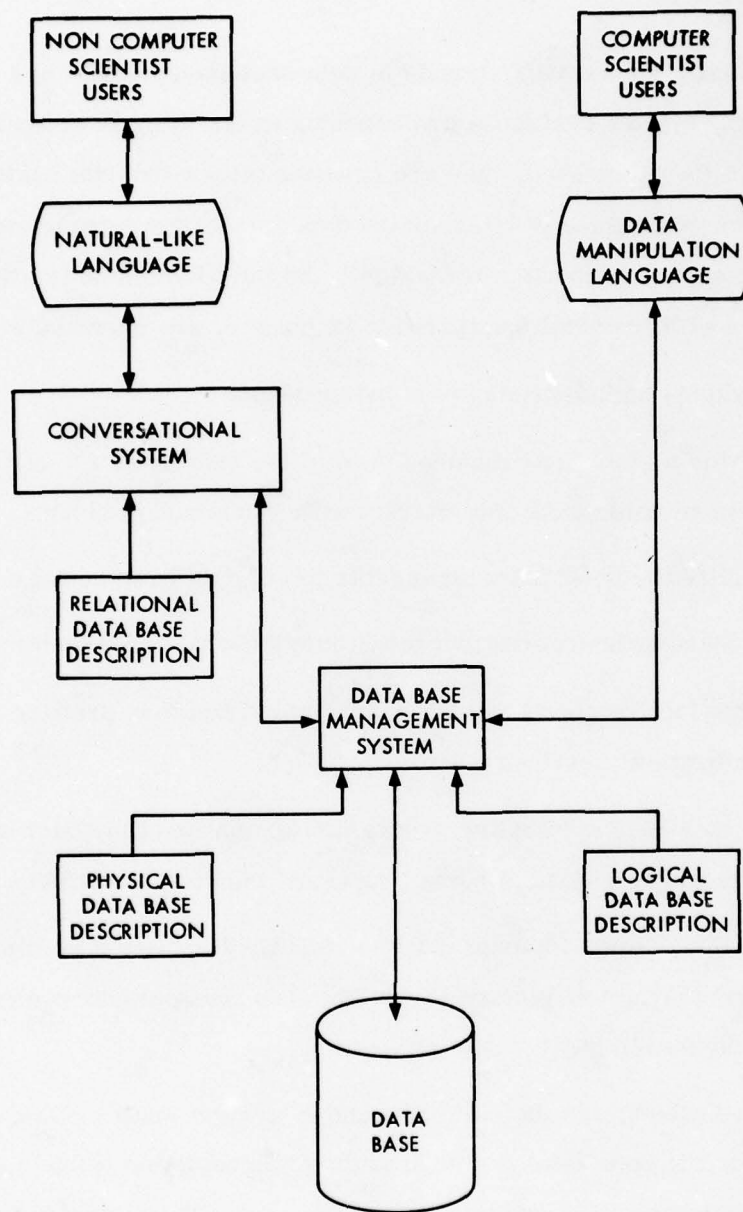 NON COMPUTER
SCIENTIST
USERS
COMPUTER
SCIENTIST
USERS
NATURAL-LIKE
LANGUAGE
DATA
MANIPULATION
LANGUAGE
CONVERSATIONAL
SYSTEM
RELATIONAL
DATA BASE
DESCRIPTION
DATA BASE
MANAGEMENT
SYSTEM
PHYSICAL
DATA BASE
DESCRIPTION
LOGICAL
DATA BASE
DESCRIPTION
DATA
BASE